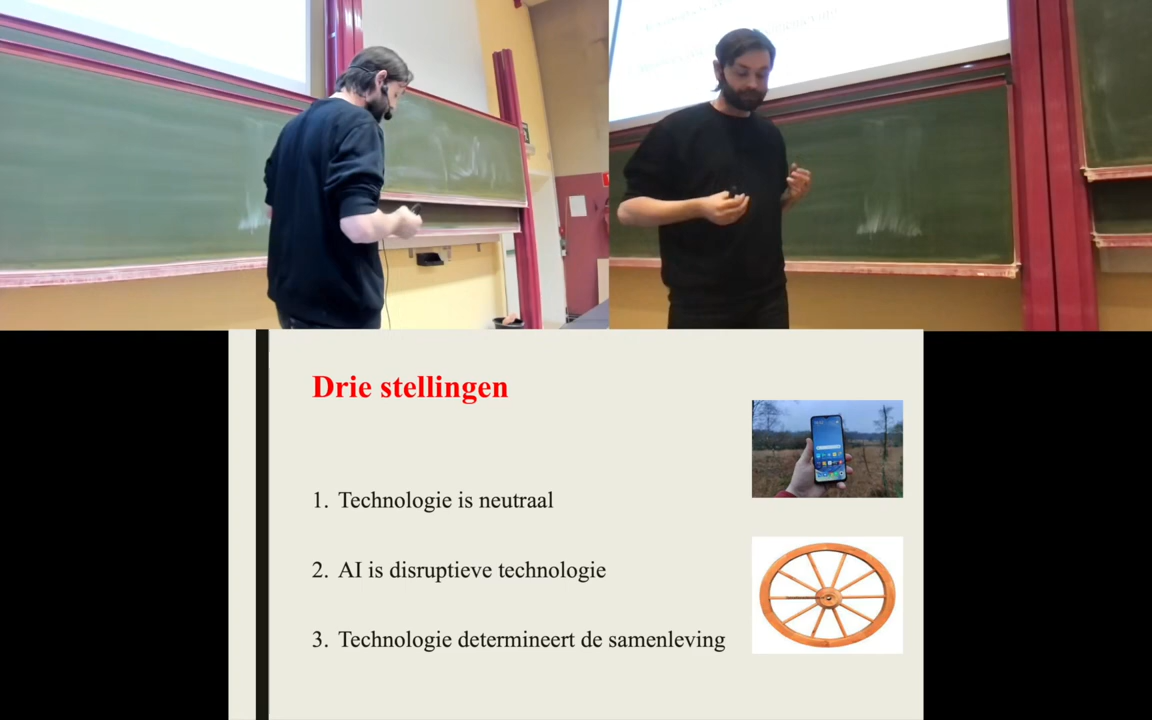 Drie stellingen
1. Technologie is neutraal
2. AI is disruptieve technologie
3. Technologie determineert de samenleving